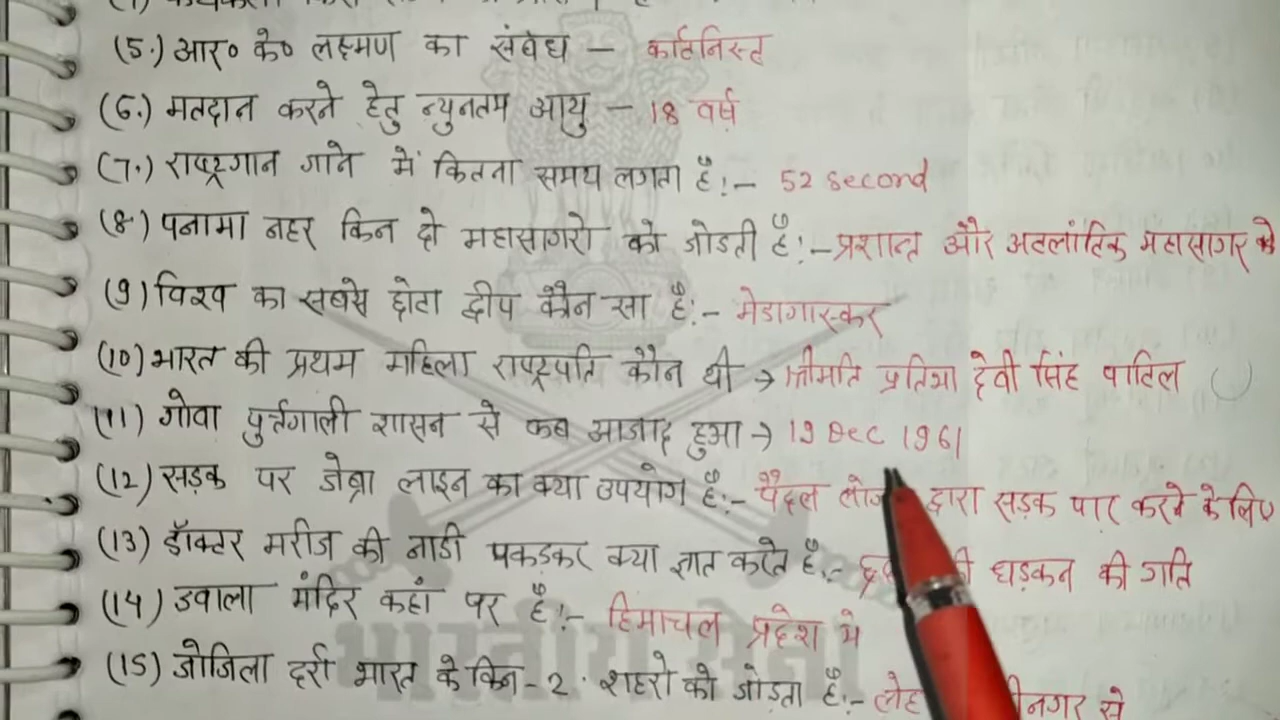 (5.) आर० के० लक्ष्मण का संबंध – कार्टिनिस्ट
(6.) मतदान करने हेतु न्युनतम आयु – 18 वर्ष
(7.) राष्ट्रगान गाने में कितना समय लगता है:- 52 Second
(8.) पनामा नहर किन दो महासागरो को जोडती है:- प्रशान्त और अटलांतिक महासागर को
(9) विश्व का सबसे छोटा द्वीप कौन सा है:- मेडागास्कर
(10) भारत की प्रथम महिला राष्ट्रपति कौन थी → श्रीमति प्रतिभा देवी सिंह पाटिल
(11) गोवा पुर्त्तगाली शासन से कब आजाद हुआ → 19 Dec 1961
(12) सड़क पर जेब्रा लाइन का क्या उपयोग है:- पैदल द्वारा सड़क पार करने के लिए
(13) डॉक्टर मरीज की नाडी पकड़कर क्या ज्ञात करते है:- धड़कन की गति
(14) ज्वाला मंदिर कहां पर है:- हिमाचल प्रदेश मे
(15) जोजिला दर्रा भारत के किन-2 शहरो को जोड़ता है:- लेह से
भारतीय सेना